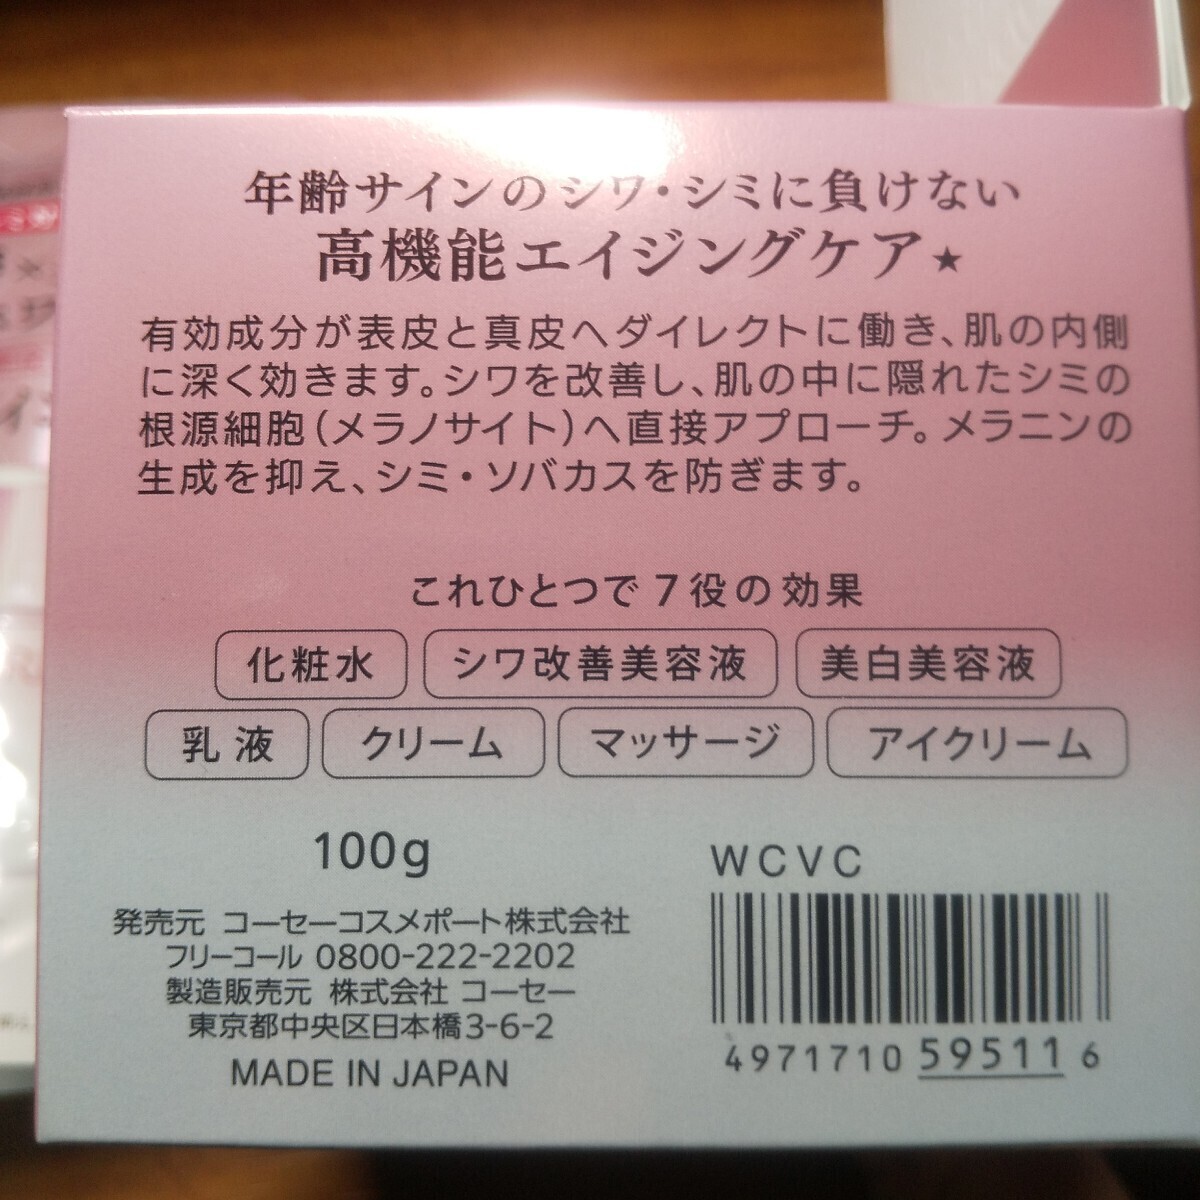 年齢サインのシワ・シミに負けない
高機能エイジングケア★
有効成分が表皮と真皮へダイレクトに働き、肌の内側
に深く効きます。シワを改善し、肌の中に隠れたシミの
根源細胞(メラノサイト)へ直接アプローチ。メラニンの
生成を抑え、シミ・ソバカスを防ぎます。
これひとつで7役の効果
化粧水 シワ改善美容液 美白美容液
乳液 クリーム マッサージ アイクリーム
100g
発売元 コーセーコスメポート株式会社
フリーコール 0800-222-2202
製造販売元 株式会社 コーセー
東京都中央区日本橋3-6-2
MADE IN JAPAN
WCVC
4971710 59511 6